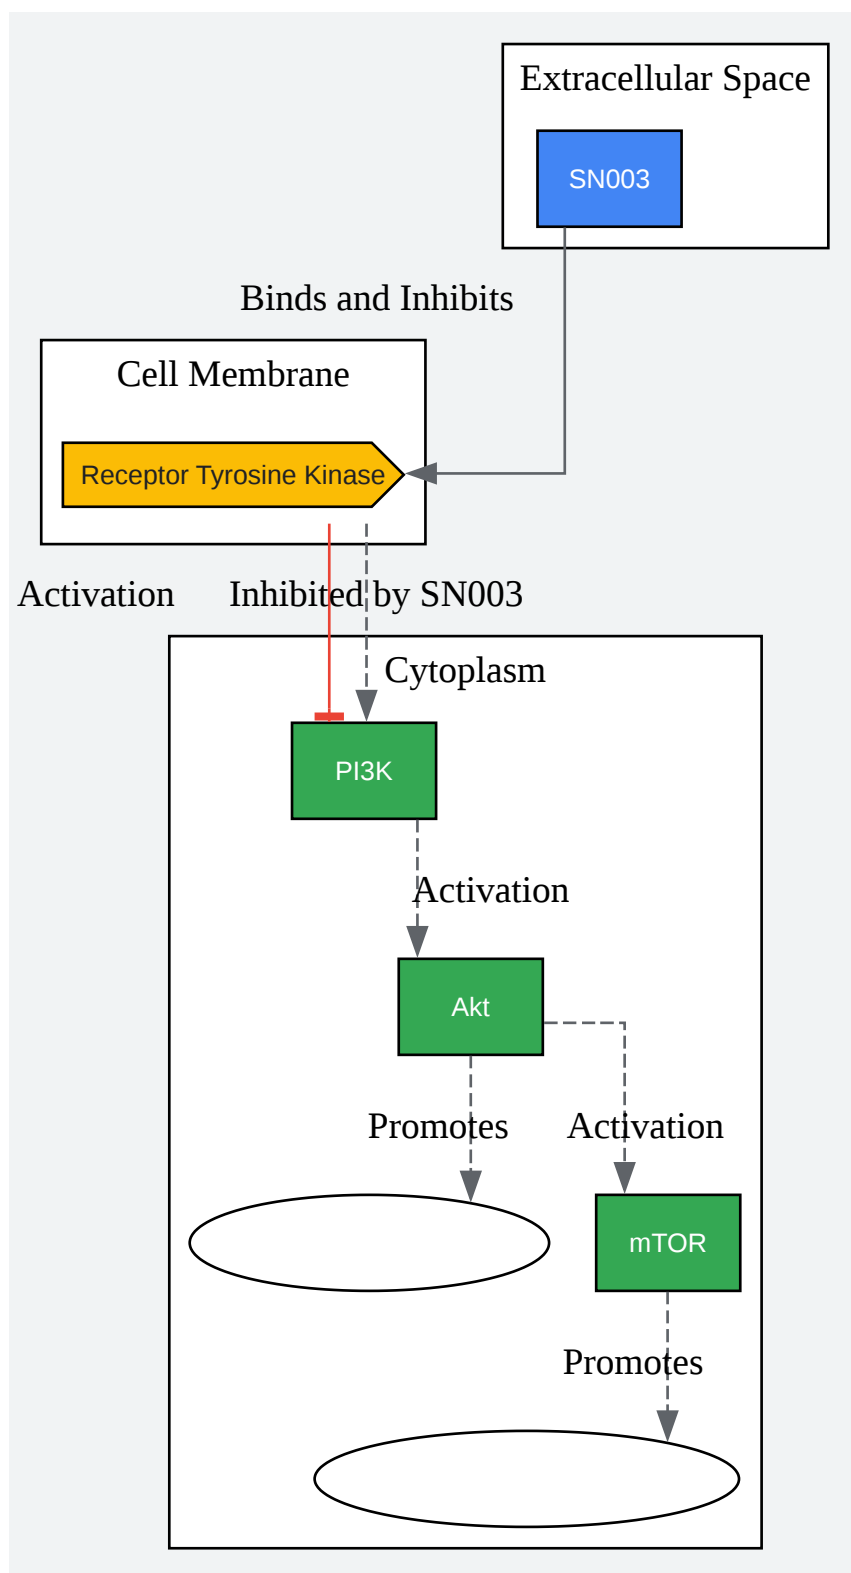 Extracellular Space
SN003
Binds and Inhibits
Cell Membrane
Receptor Tyrosine Kinase
Activation
Inhibited by SN003
Cytoplasm
PI3K
Activation
Akt
Promotes
Activation
mTOR
Promotes